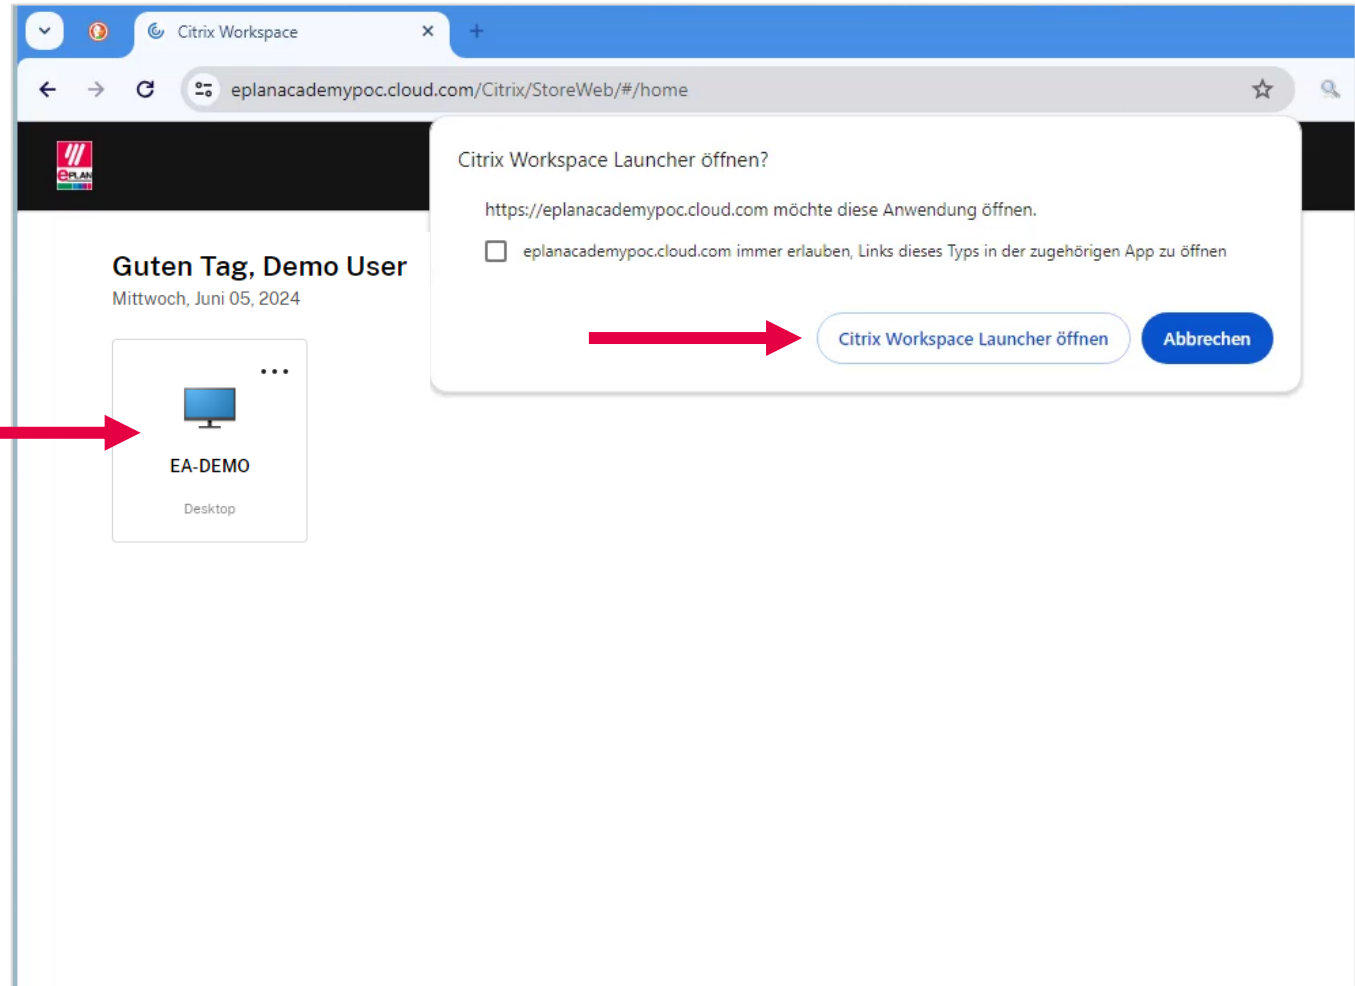 Citrix Workspace
eplanacademypoc.cloud.com/Citrix/StoreWeb/#/home
ePLAN
Citrix Workspace Launcher öffnen?
https://eplanacademypoc.cloud.com möchte diese Anwendung öffnen.
eplanacademypoc.cloud.com immer erlauben, Links dieses Typs in der zugehörigen App zu öffnen
Citrix Workspace Launcher öffnen
Abbrechen
Guten Tag, Demo User
Mittwoch, Juni 05, 2024
EA-DEMO
Desktop